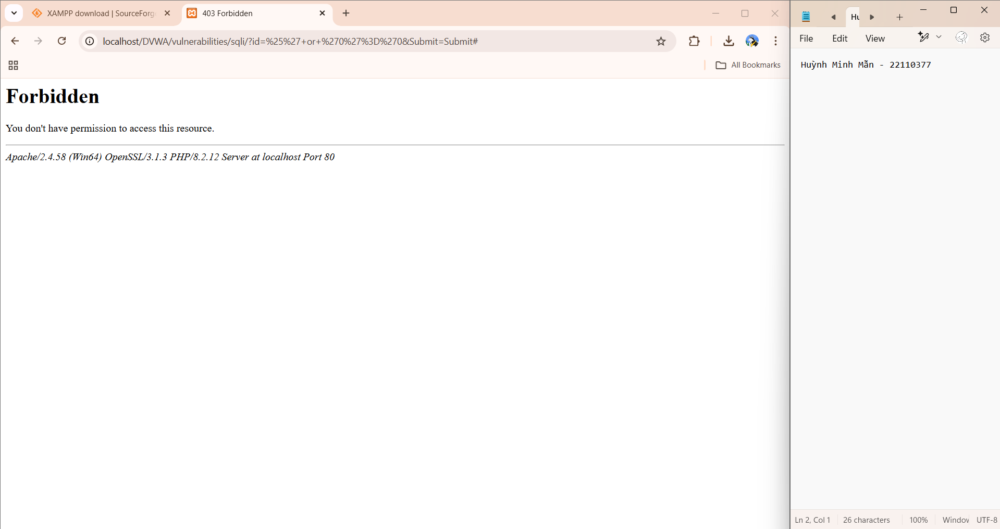 XAMPP download | SourceForg
403 Forbidden
localhost/DVWA/vulnerabilities/sqli/?id=%25%27+or+%270%27%3D%270&Submit=Submit#
All Bookmarks
Forbidden
You don't have permission to access this resource.
Apache/2.4.58 (Win64) OpenSSL/3.1.3 PHP/8.2.12 Server at localhost Port 80
Hu
File Edit View
Huỳnh Minh Mẫn - 22110377
Ln 2, Col 1 26 characters 100% Window UTF-8